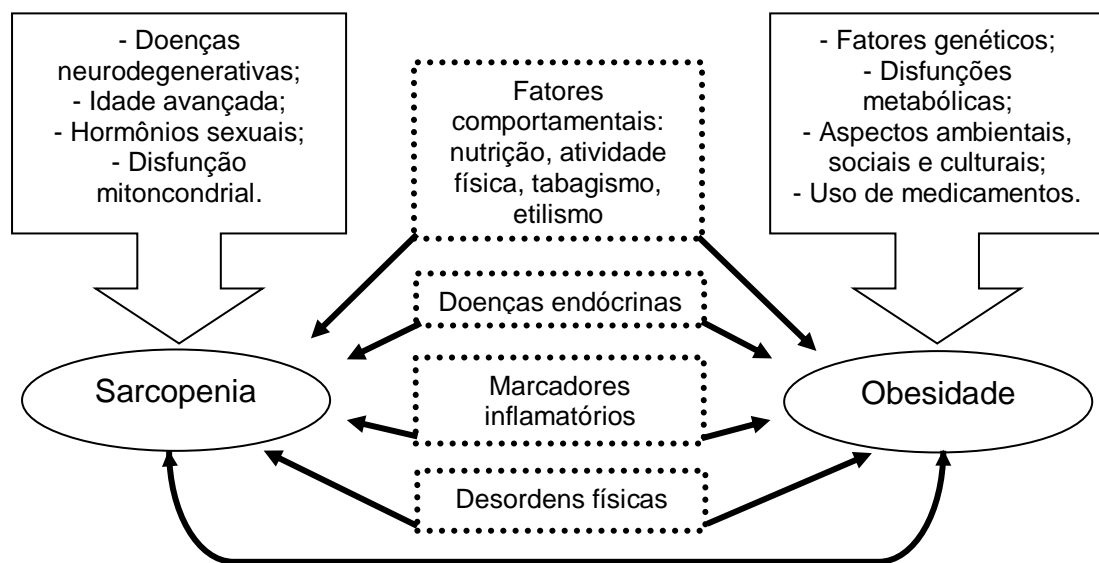 - Doenças
neurodegenerativas;
- Idade avançada;
- Hormônios sexuais;
- Disfunção
mitoncondrial.
Fatores
comportamentais:
nutrição, atividade
física, tabagismo,
etilismo
- Fatores genéticos;
- Disfunções
metabólicas;
- Aspectos ambientais,
sociais e culturais;
- Uso de medicamentos.
Doenças endócrinas
Sarcopenia
Marcadores
inflamatórios
Obesidade
Desordens físicas